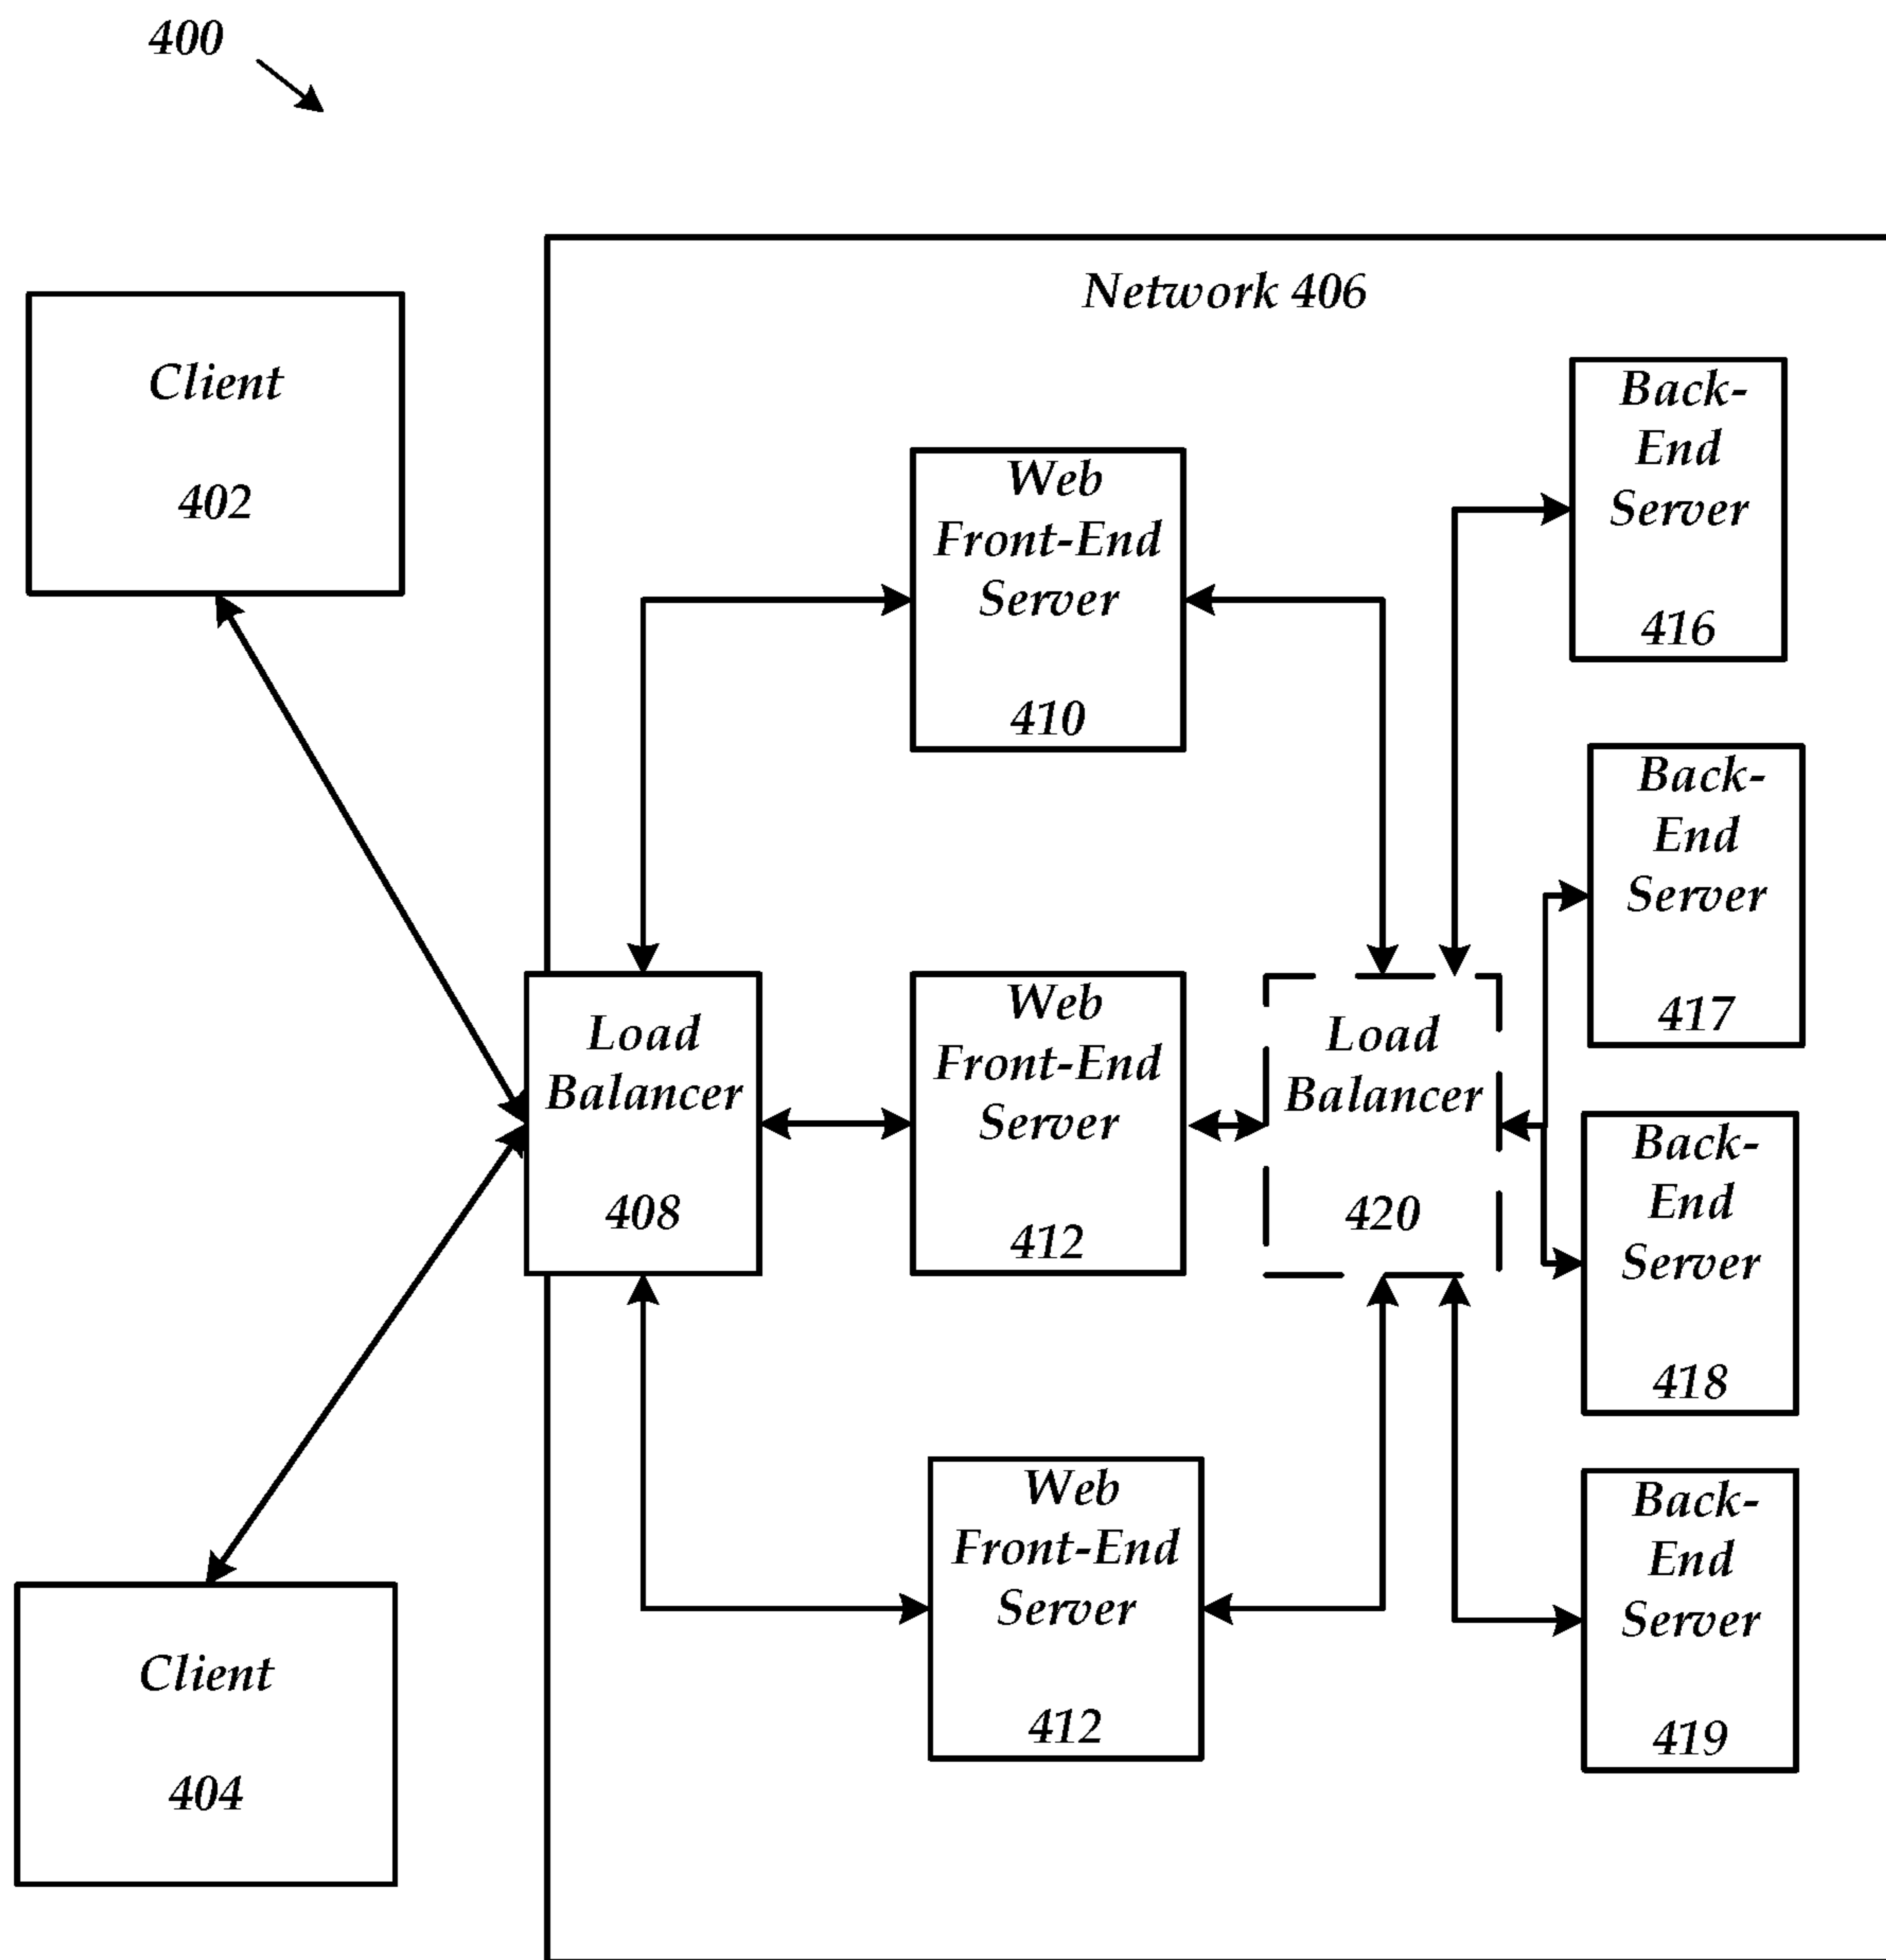 400
Network 406
Client
402
Back-
End
Server
416
Web
Front-End
Server
410
Back-
End
Server
417
Load
Balancer
408
Web
Front-End
Server
412
Load
Balancer
420
Back-
End
Server
418
Web
Front-End
Server
412
Back-
End
Server
419
Client
404